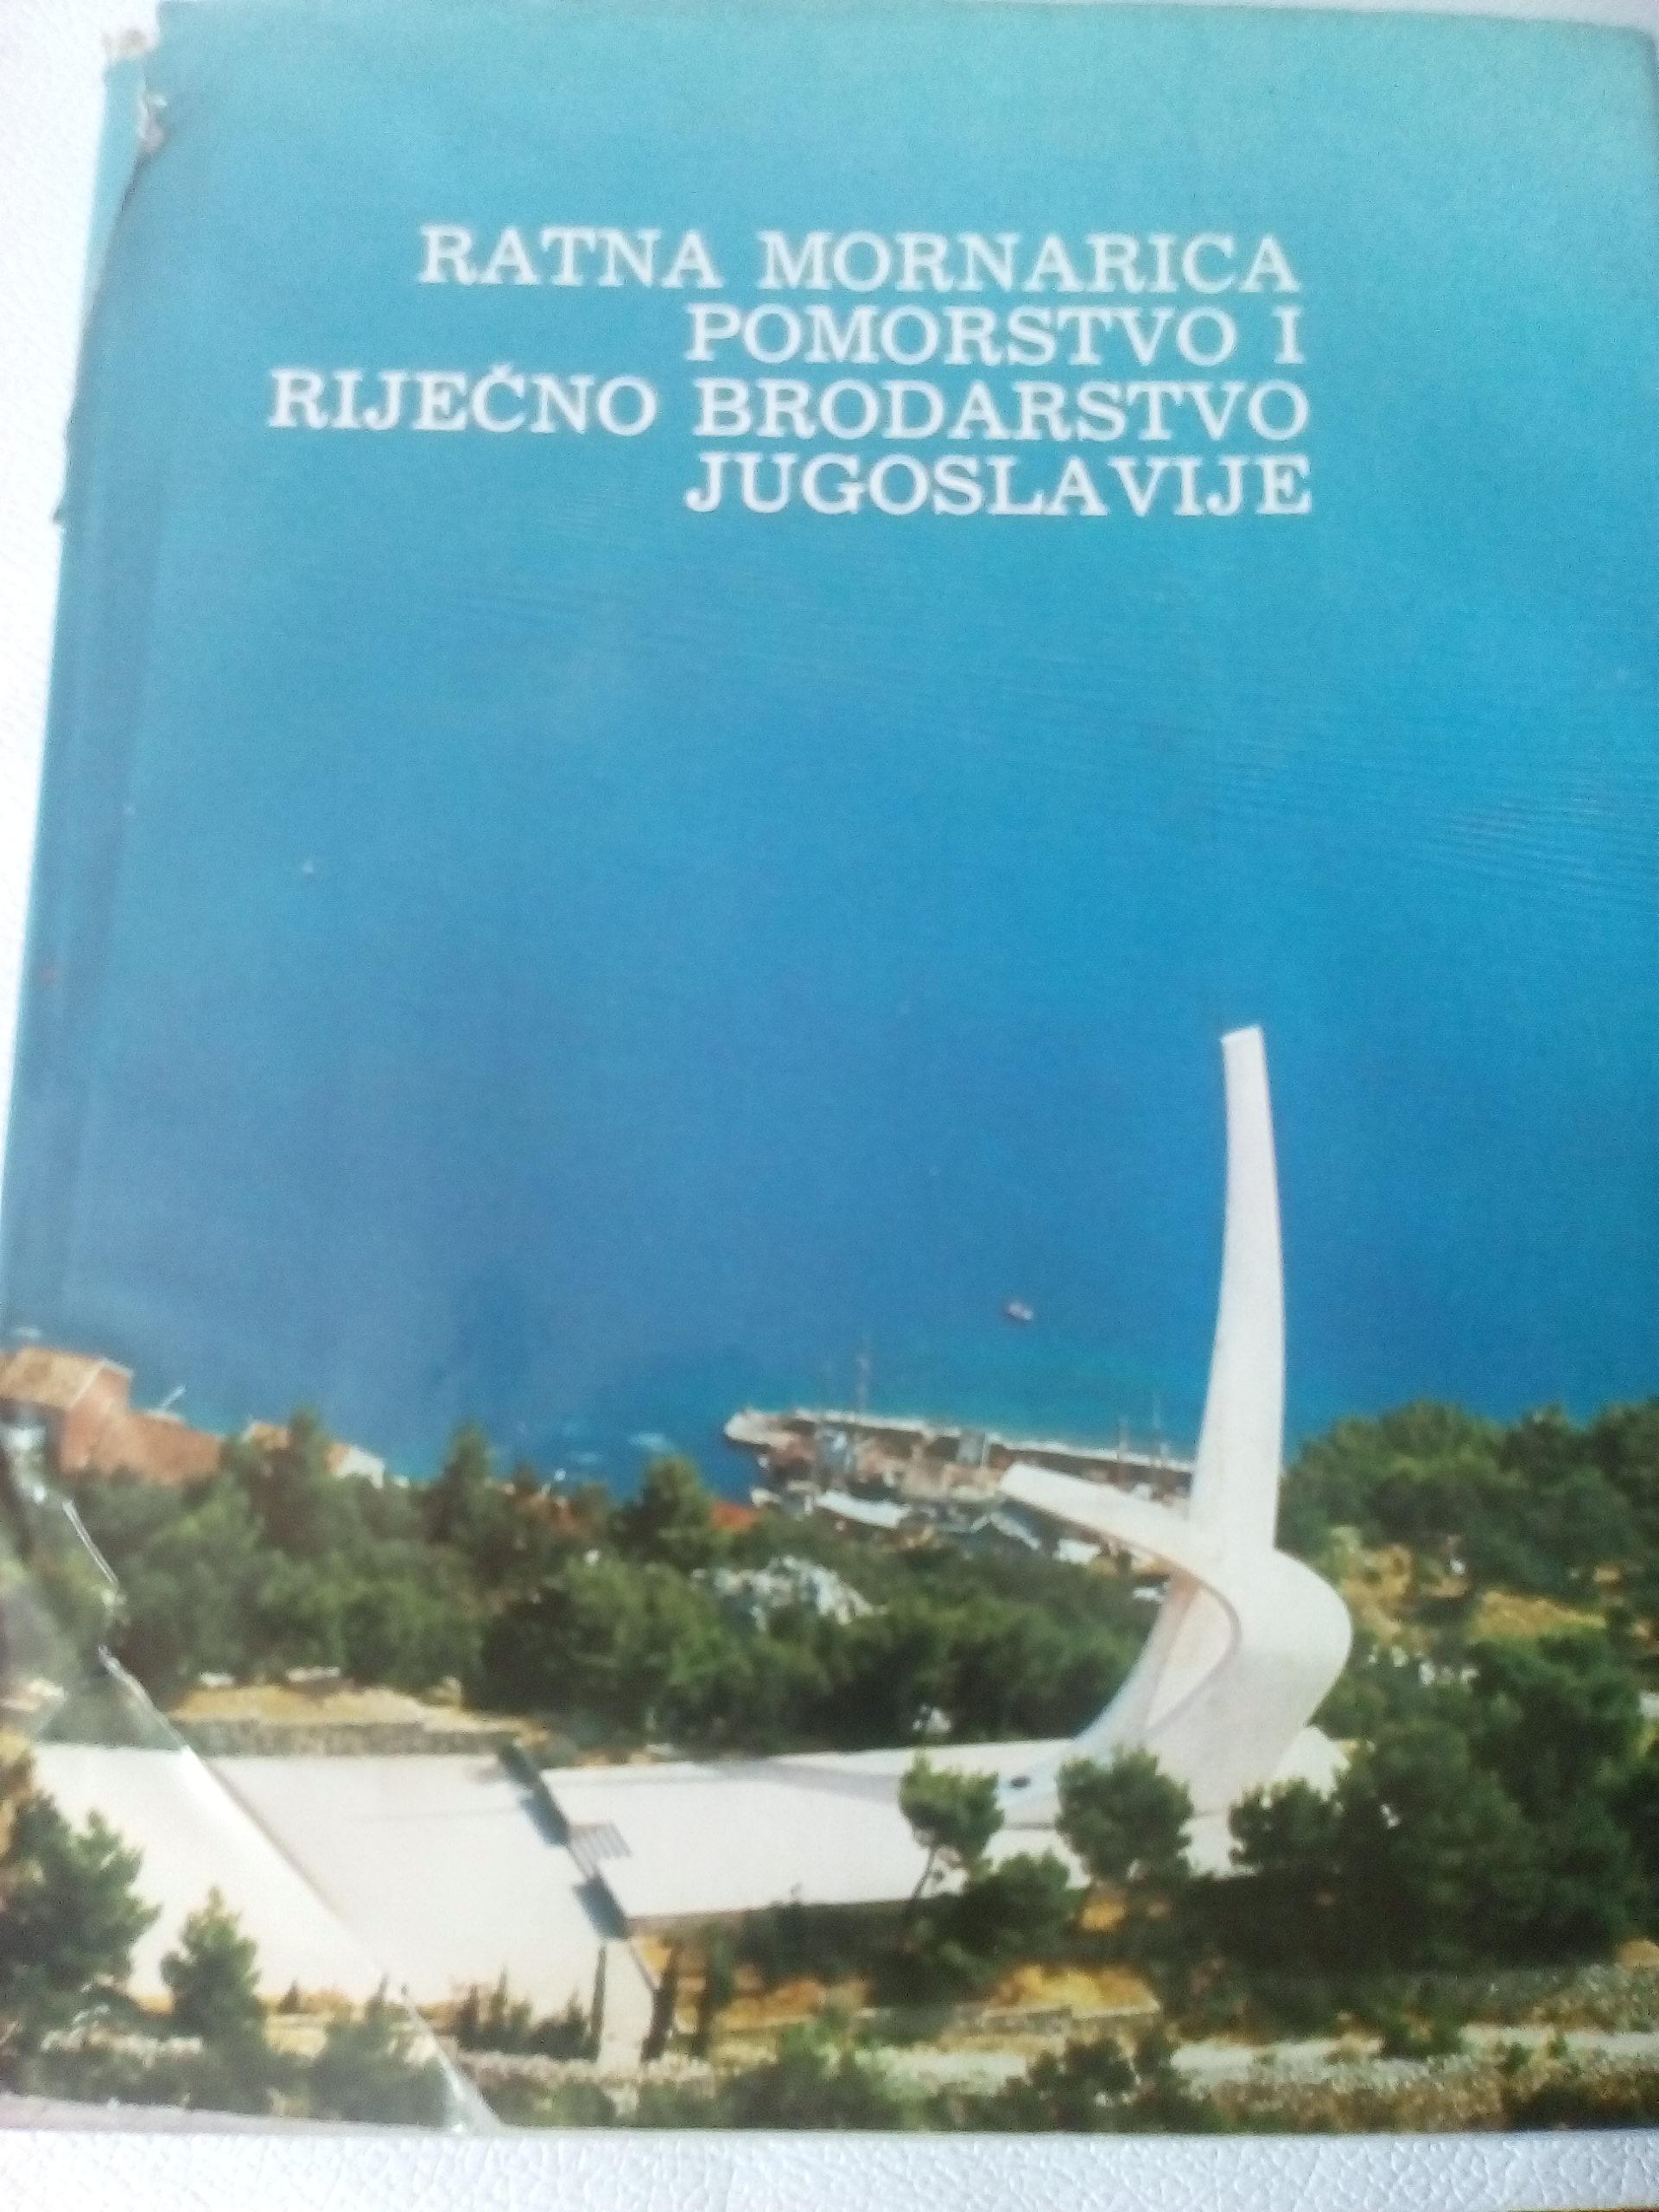 RATNA MORNARICA
POMORSTVO I
RIJEČNO BRODARSTVO
JUGOSLAVIJE